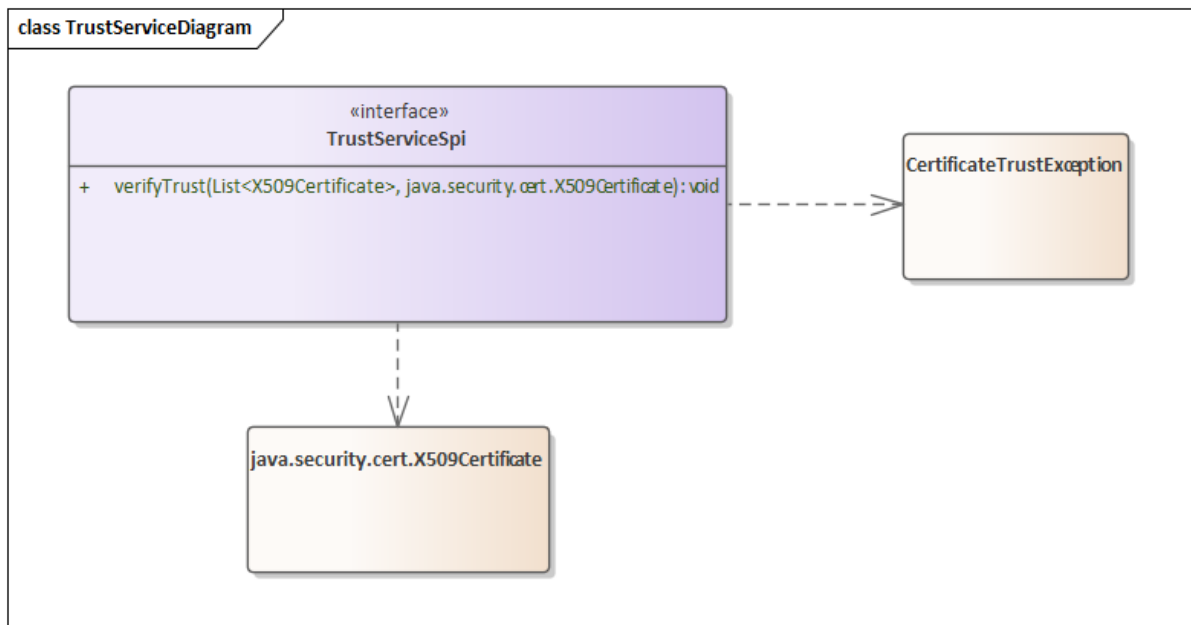 class TrustServiceDiagram
«interface»
TrustServiceSpi
+ verifyTrust(List<X509Certificate>, java.security.cert.X509Certificate): void
CertificateTrustException
java.security.cert.X509Certificate